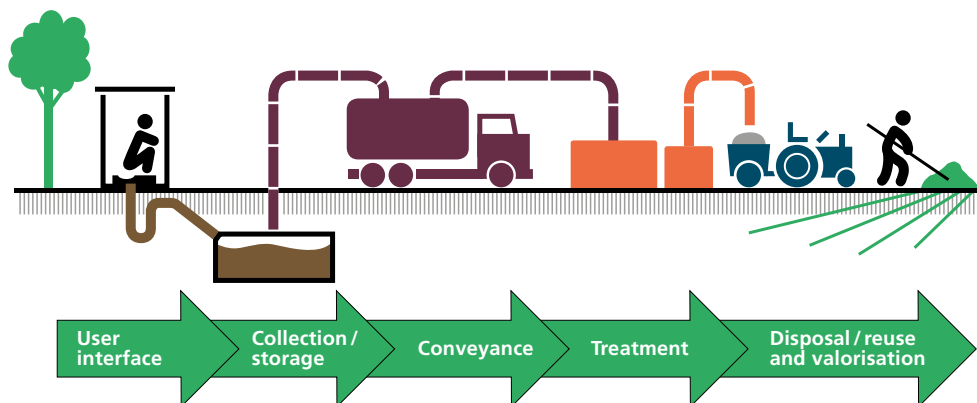 User
interface
Collection / 
storage
Conveyance
Treatment
Disposal / reuse
and valorisation